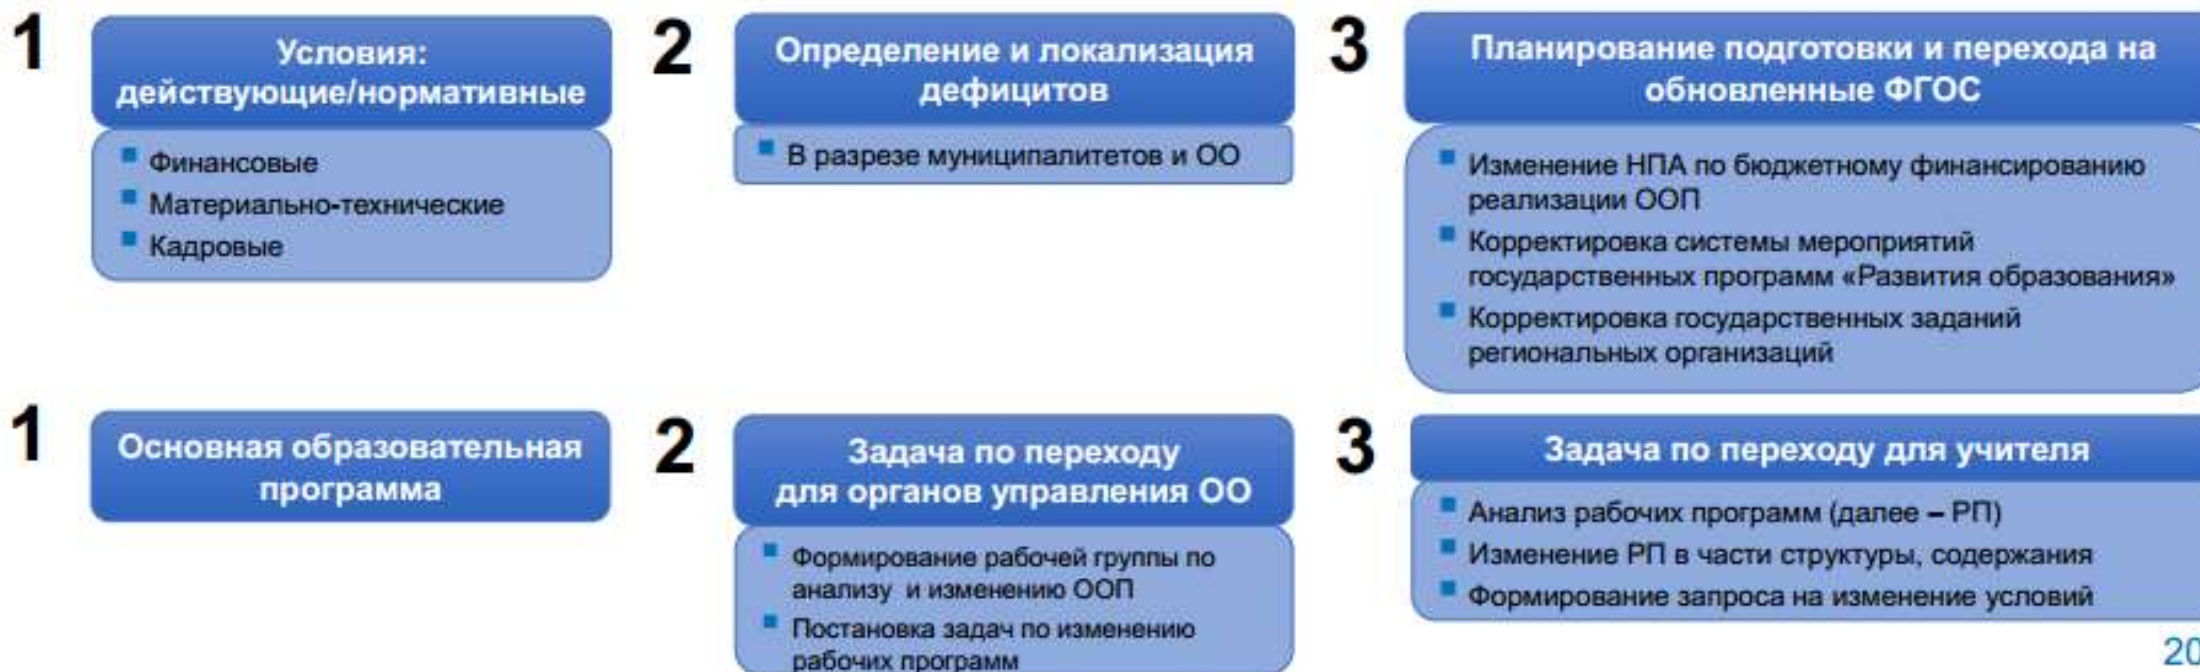 1
Условия:
действующие/нормативные
Финансовые
Материально-технические
Кадровые
2
Определение и локализация
дефицитов
В разрезе муниципалитетов и ОО
3
Планирование подготовки и перехода на
обновленные ФГОС
Изменение НПА по бюджетному финансированию
реализации ООП
Корректировка системы мероприятий
государственных программ «Развития образования»
Корректировка государственных заданий
региональных организаций
1
Основная образовательная
программа
2
Задача по переходу
для органов управления ОО
Формирование рабочей группы по
анализу и изменению ООП
Постановка задач по изменению
рабочих программ
3
Задача по переходу для учителя
Анализ рабочих программ (далее – РП)
Изменение РП в части структуры, содержания
Формирование запроса на изменение условий
20